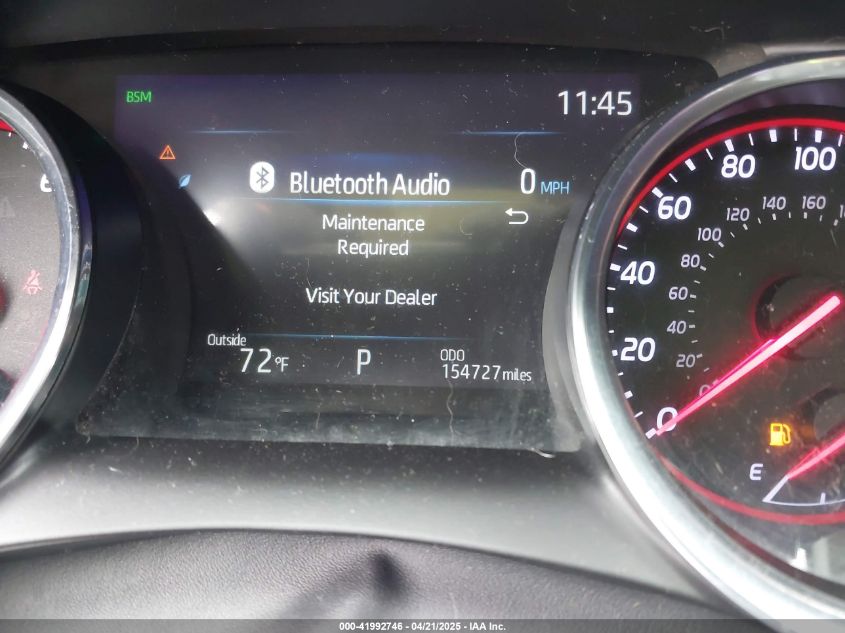 BSM
11:45
Bluetooth Audio
0 MPH
Maintenance
Required
Visit Your Dealer
Outside
72°F
P
ODO
154727 miles
0
20
40
60
80
100
0
20
40
60
80
100
120
140
160
E
000-41992746 - 04/21/2025 - IAA Inc.